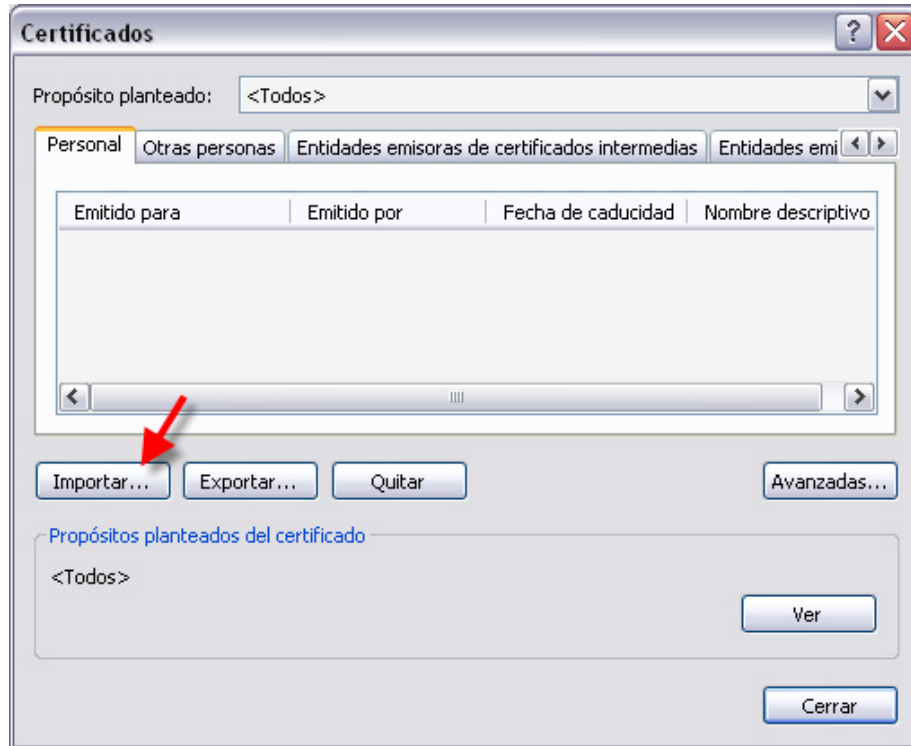 Certificados
Propósito planteado: <Todos>
Personal Otras personas Entidades emisoras de certificados intermedias Entidades emi
Emitido para Emitido por Fecha de caducidad Nombre descriptivo
Importar... Exportar... Quitar Avanzadas...
Propósitos planteados del certificado
<Todos>
Ver
Cerrar